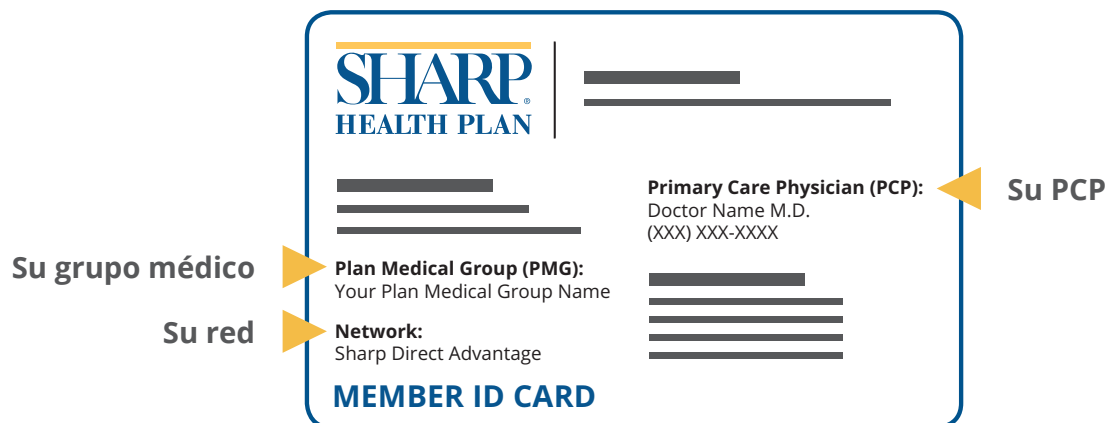 SHARP®
HEALTH PLAN
Primary Care Physician (PCP):
Doctor Name M.D.
(XXX) XXX-XXXX
Su PCP
Su grupo médico
Plan Medical Group (PMG):
Your Plan Medical Group Name
Su red
Network:
Sharp Direct Advantage
MEMBER ID CARD